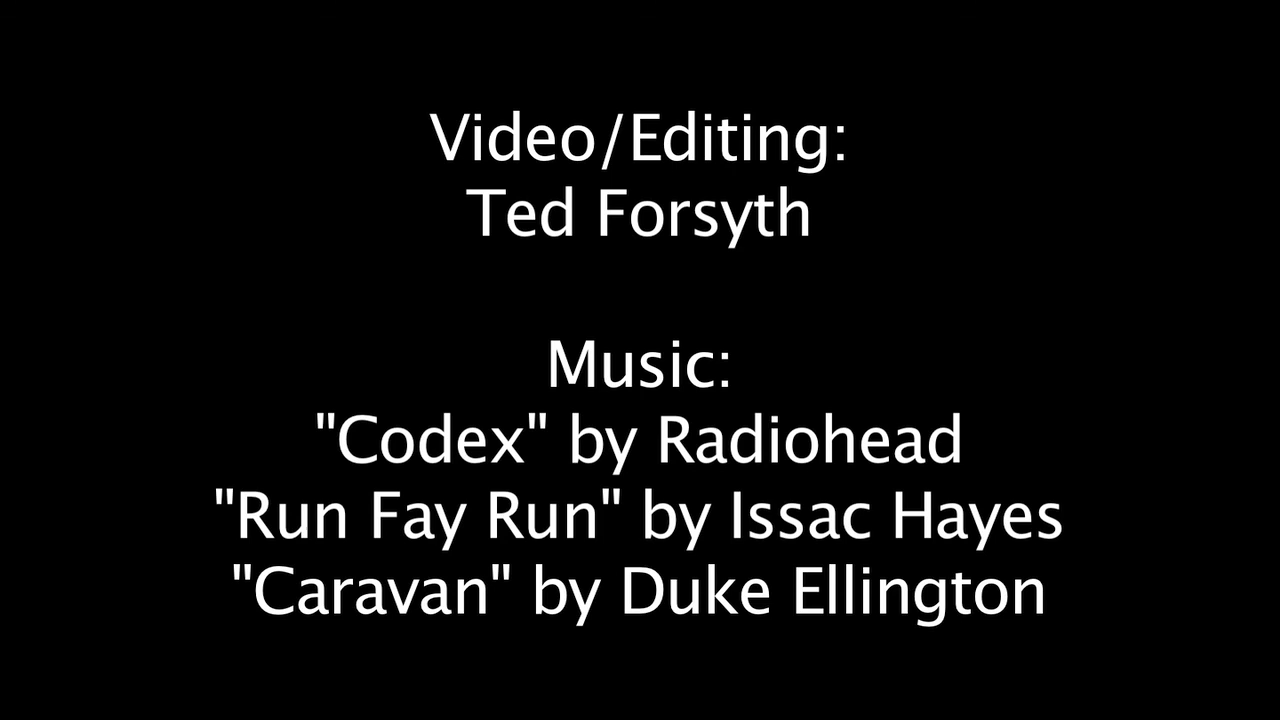 Video/Editing:
Ted Forsyth
Music:
"Codex" by Radiohead
"Run Fay Run" by Issac Hayes
"Caravan" by Duke Ellington